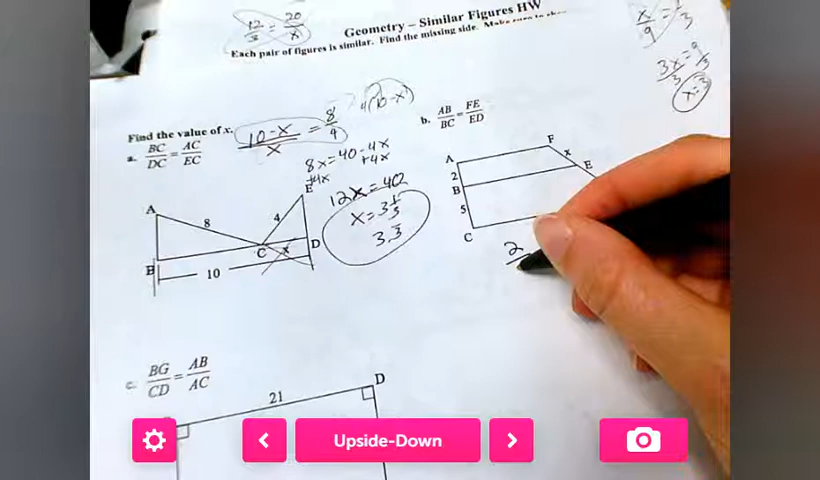 12/3 = 20/x
Geometry – Similar Figures HW
Each pair of figures is similar. Find the missing side.
x/9 = /3
3x = 9
3 3
x = 3
Find the value of x.
a. BC/DC = AC/EC
10-x/x = 8/4
4(10-x)
8x = 40-4x
+4x +4x
12x = 40
x = 3 1/3
3.3̅
A
8
4
E
B
C
x
D
10
b. AB/BC = FE/ED
A
F
x
E
2
B
5
C
2
c. BG/CD = AB/AC
21
D
Upside-Down